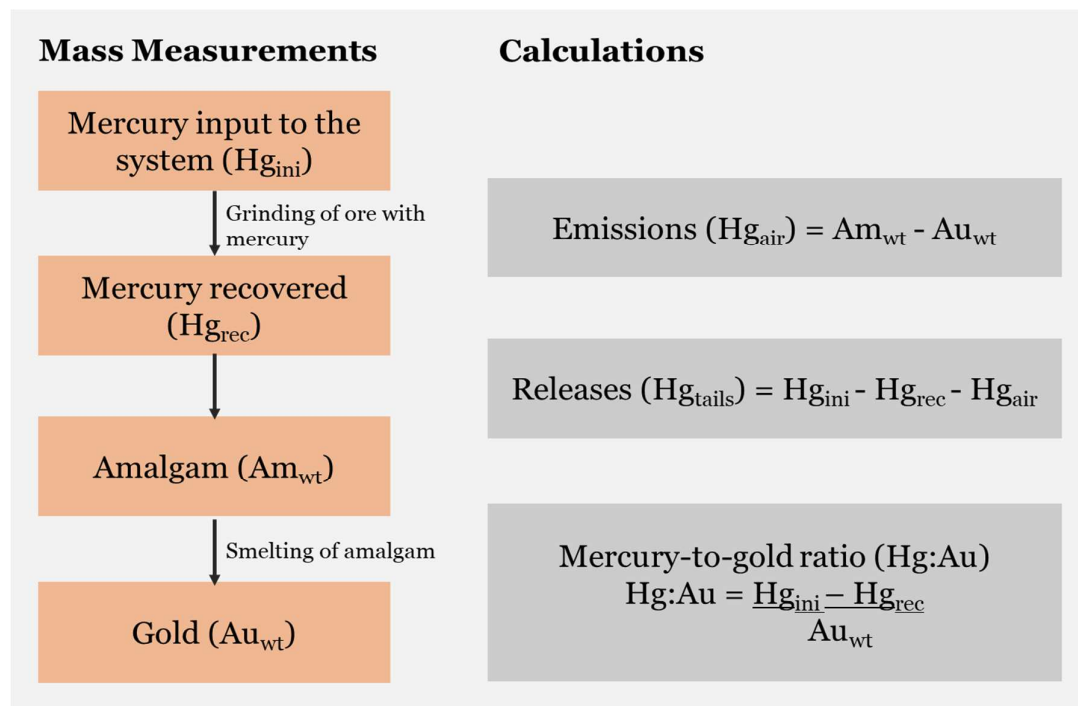 Mass Measurements
Mercury input to the
system (Hgini)
Grinding of ore with
mercury
Mercury recovered
(Hgrec)
Amalgam (Amwt)
Smelting of amalgam
Gold (Auwt)
Calculations
Emissions (Hgair) = Amwt - Auwt
Releases (Hgtails) = Hgini - Hgrec - Hgair
Mercury-to-gold ratio (Hg:Au)
Hg:Au = Hgini – Hgrec
Auwt